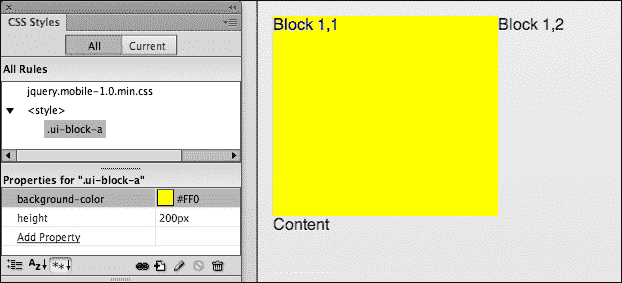 CSS Styles
All
Current
All Rules
jquery.mobile-1.0.min.css
<style>
.ui-block-a
Properties for ".ui-block-a"
background-color #FF0
height 200px
Add Property
Block 1,1
Block 1,2
Content